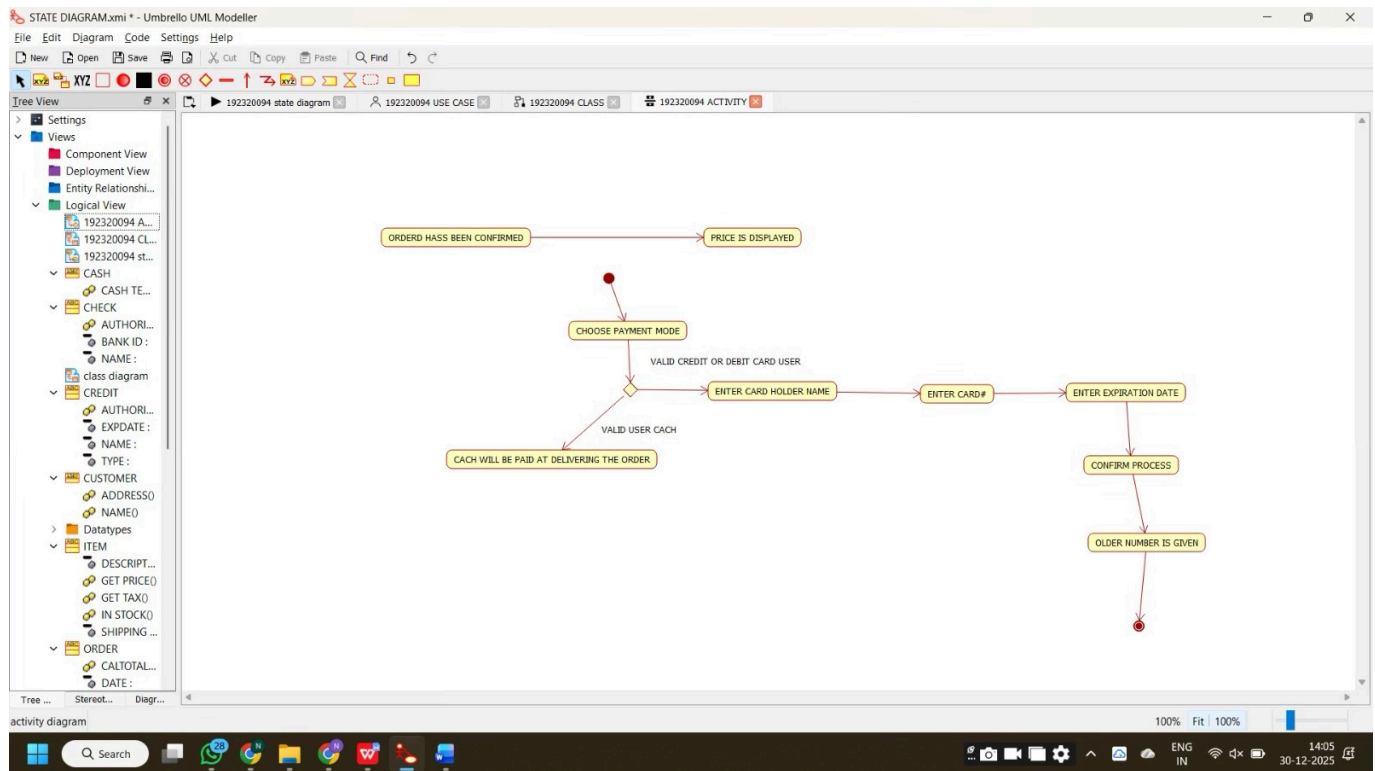 STATE DIAGRAM.xmi * - Umbrello UML Modeller
File Edit Diagram Code Settings Help
New Open Save Cut Copy Paste Find
XYZ XYZ XYZ XYZ
Tree View
192320094 state diagram 192320094 USE CASE 192320094 CLASS 192320094 ACTIVITY
Settings
Views
Component View
Deployment View
Entity Relationshi...
Logical View
192320094 A...
192320094 CL...
192320094 st...
CASH
CASH TE...
CHECK
AUTHORI...
BANK ID :
NAME :
class diagram
CREDIT
AUTHORI...
EXPDATE :
NAME :
TYPE :
CUSTOMER
ADDRESS()
NAME()
Datatypes
ITEM
DESCRIPT...
GET PRICE()
GET TAX()
IN STOCK()
SHIPPING ...
ORDER
CALTOTAL...
DATE :
Tree ... Stereot... Diagr...
ORDERD HASS BEEN CONFIRMED
PRICE IS DISPLAYED
CHOOSE PAYMENT MODE
VALID CREDIT OR DEBIT CARD USER
ENTER CARD HOLDER NAME
ENTER CARD#
ENTER EXPIRATION DATE
VALID USER CACH
CACH WILL BE PAID AT DELIVERING THE ORDER
CONFIRM PROCESS
OLDER NUMBER IS GIVEN
activity diagram
100% Fit 100%
Search
28
ENG
IN
14:05
30-12-2025